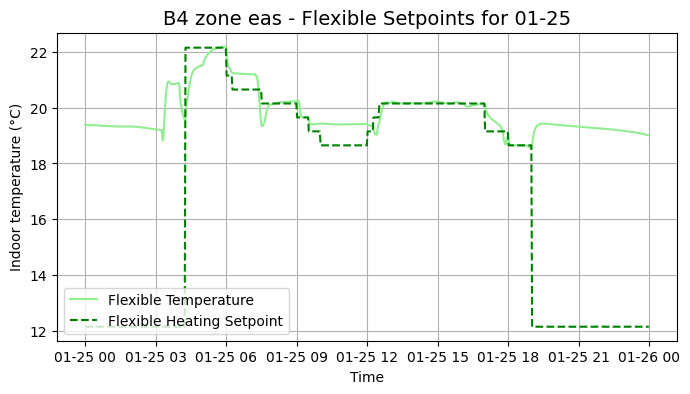 B4 zone eas - Flexible Setpoints for 01-25
Indoor temperature (°C)
22
20
18
16
14
12
Flexible Temperature
Flexible Heating Setpoint
01-25 00 01-25 03 01-25 06 01-25 09 01-25 12 01-25 15 01-25 18 01-25 21 01-26 00
Time